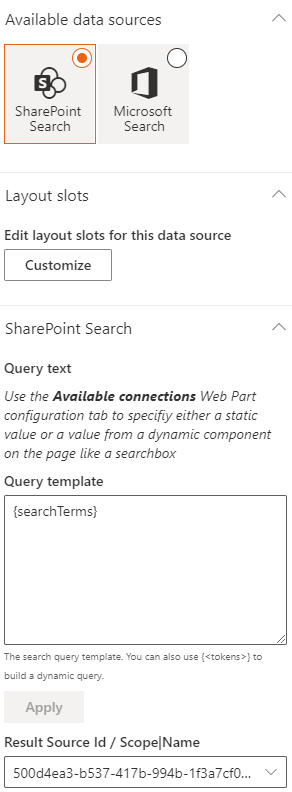 Available data sources
SharePoint
Search
Microsoft
Search
Layout slots
Edit layout slots for this data source
Customize
SharePoint Search
Query text
Use the Available connections Web Part
configuration tab to specifiy either a static
value or a value from a dynamic component
on the page like a searchbox
Query template
{searchTerms}
The search query template. You can also use {<tokens>} to
build a dynamic query.
Apply
Result Source Id / Scope|Name
500d4ea3-b537-417b-994b-1f3a7cf0...